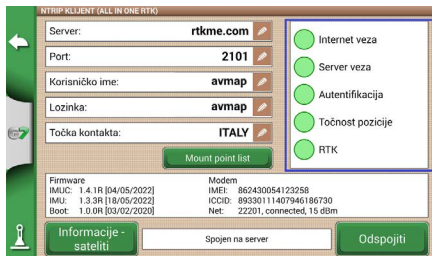 NTRIP KLIJENT (ALL IN ONE RTK)
Server: rtkme.com
Port: 2101
Korisničko ime: avmap
Lozinka: avmap
Točka kontakta: ITALY
Mount point list
Internet veza
Server veza
Autentifikacija
Točnost pozicije
RTK
Firmware
IMUC: 1.4.1R [04/05/2022]
IMU: 1.3.3R [18/05/2022]
Boot: 1.0.0R [03/02/2020]
Modem
IMEI: 862430054123258
ICCID: 89330111407946186730
Net: 22201, connected, 15 dBm
Informacije -
sateliti
Spojen na server
Odspojiti